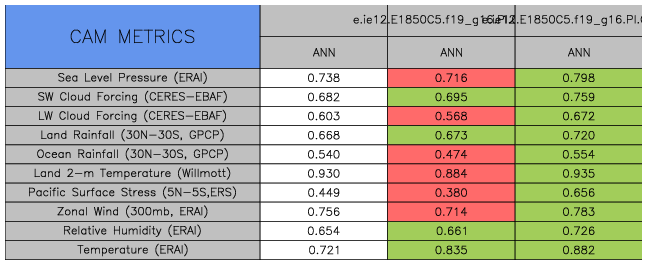 CAM METRICS
e.ie12.E1850C5.f19_g16.PI.
ANN ANN ANN
Sea Level Pressure (ERAI) 0.738 0.716 0.798
SW Cloud Forcing (CERES-EBAF) 0.682 0.695 0.759
LW Cloud Forcing (CERES-EBAF) 0.603 0.568 0.672
Land Rainfall (30N-30S, GPCP) 0.668 0.673 0.720
Ocean Rainfall (30N-30S, GPCP) 0.540 0.474 0.554
Land 2-m Temperature (Willmott) 0.930 0.884 0.935
Pacific Surface Stress (5N-5S,ERS) 0.449 0.380 0.656
Zonal Wind (300mb, ERAI) 0.756 0.714 0.783
Relative Humidity (ERAI) 0.654 0.661 0.726
Temperature (ERAI) 0.721 0.835 0.882